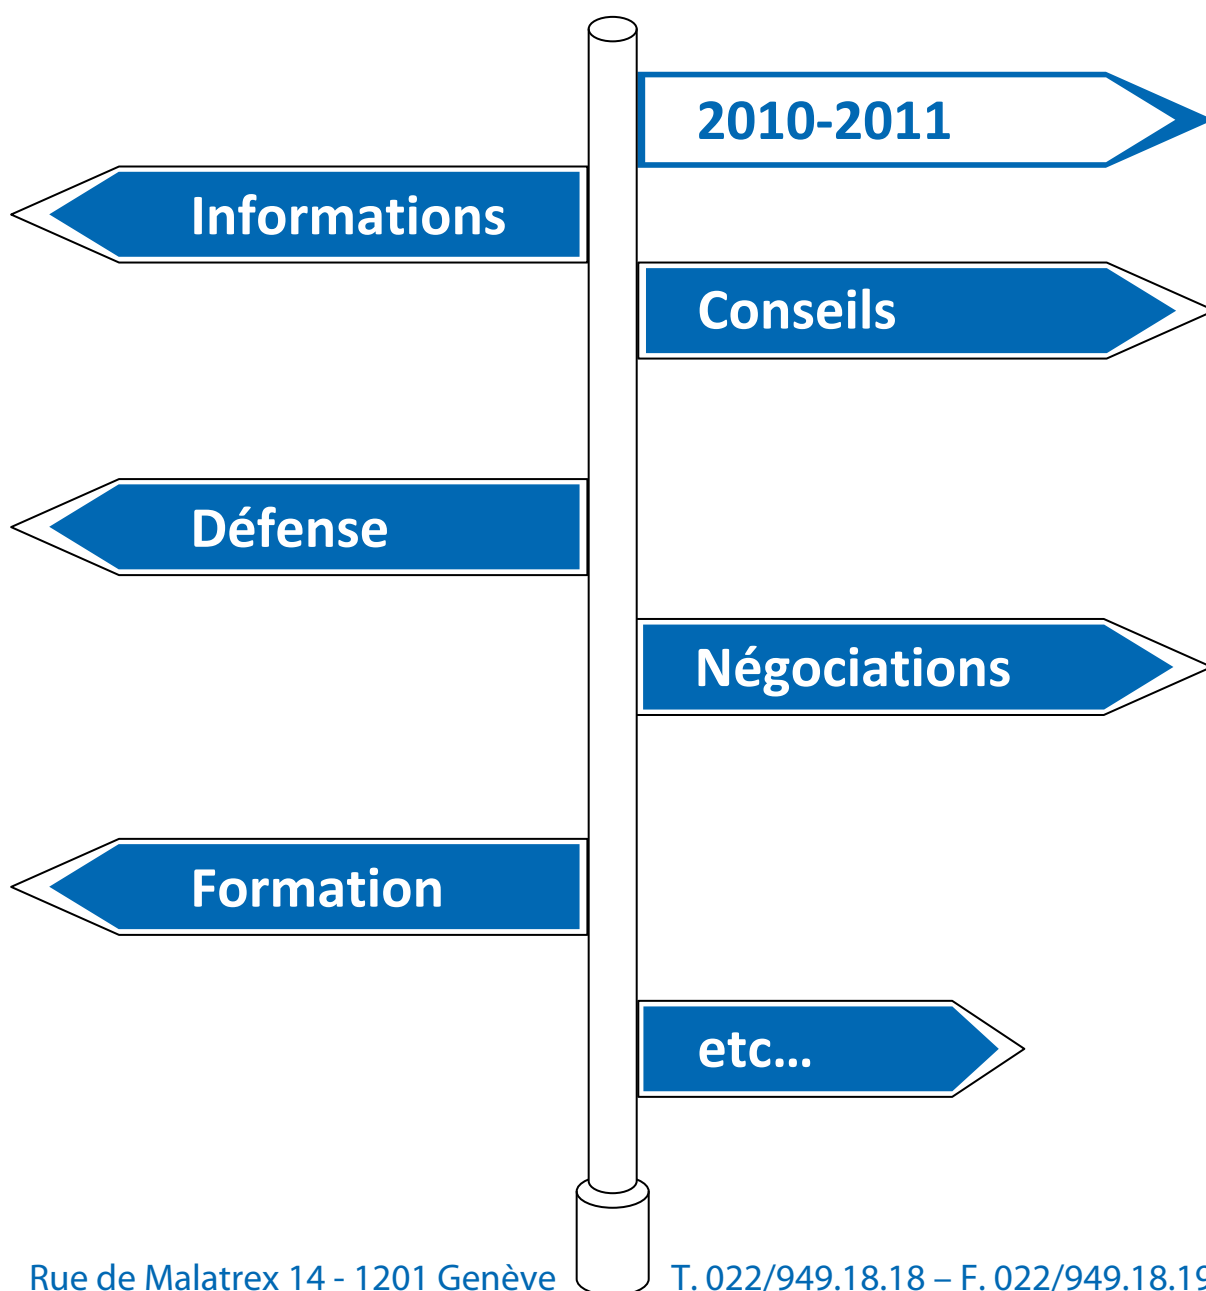 2010-2011
Informations
Conseils
Défense
Négociations
Formation
etc...
Rue de Malatrex 14 - 1201 Genève
T. 022/949.18.18 – F. 022/949.18.19